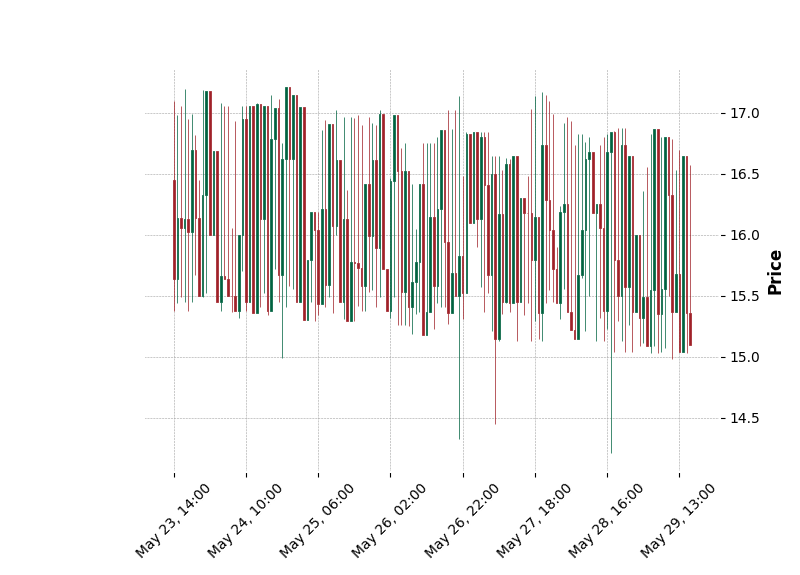 17.0
16.5
16.0
15.5
15.0
14.5
Price
May 23, 14:00
May 24, 10:00
May 25, 06:00
May 26, 02:00
May 26, 22:00
May 27, 18:00
May 28, 16:00
May 29, 13:00